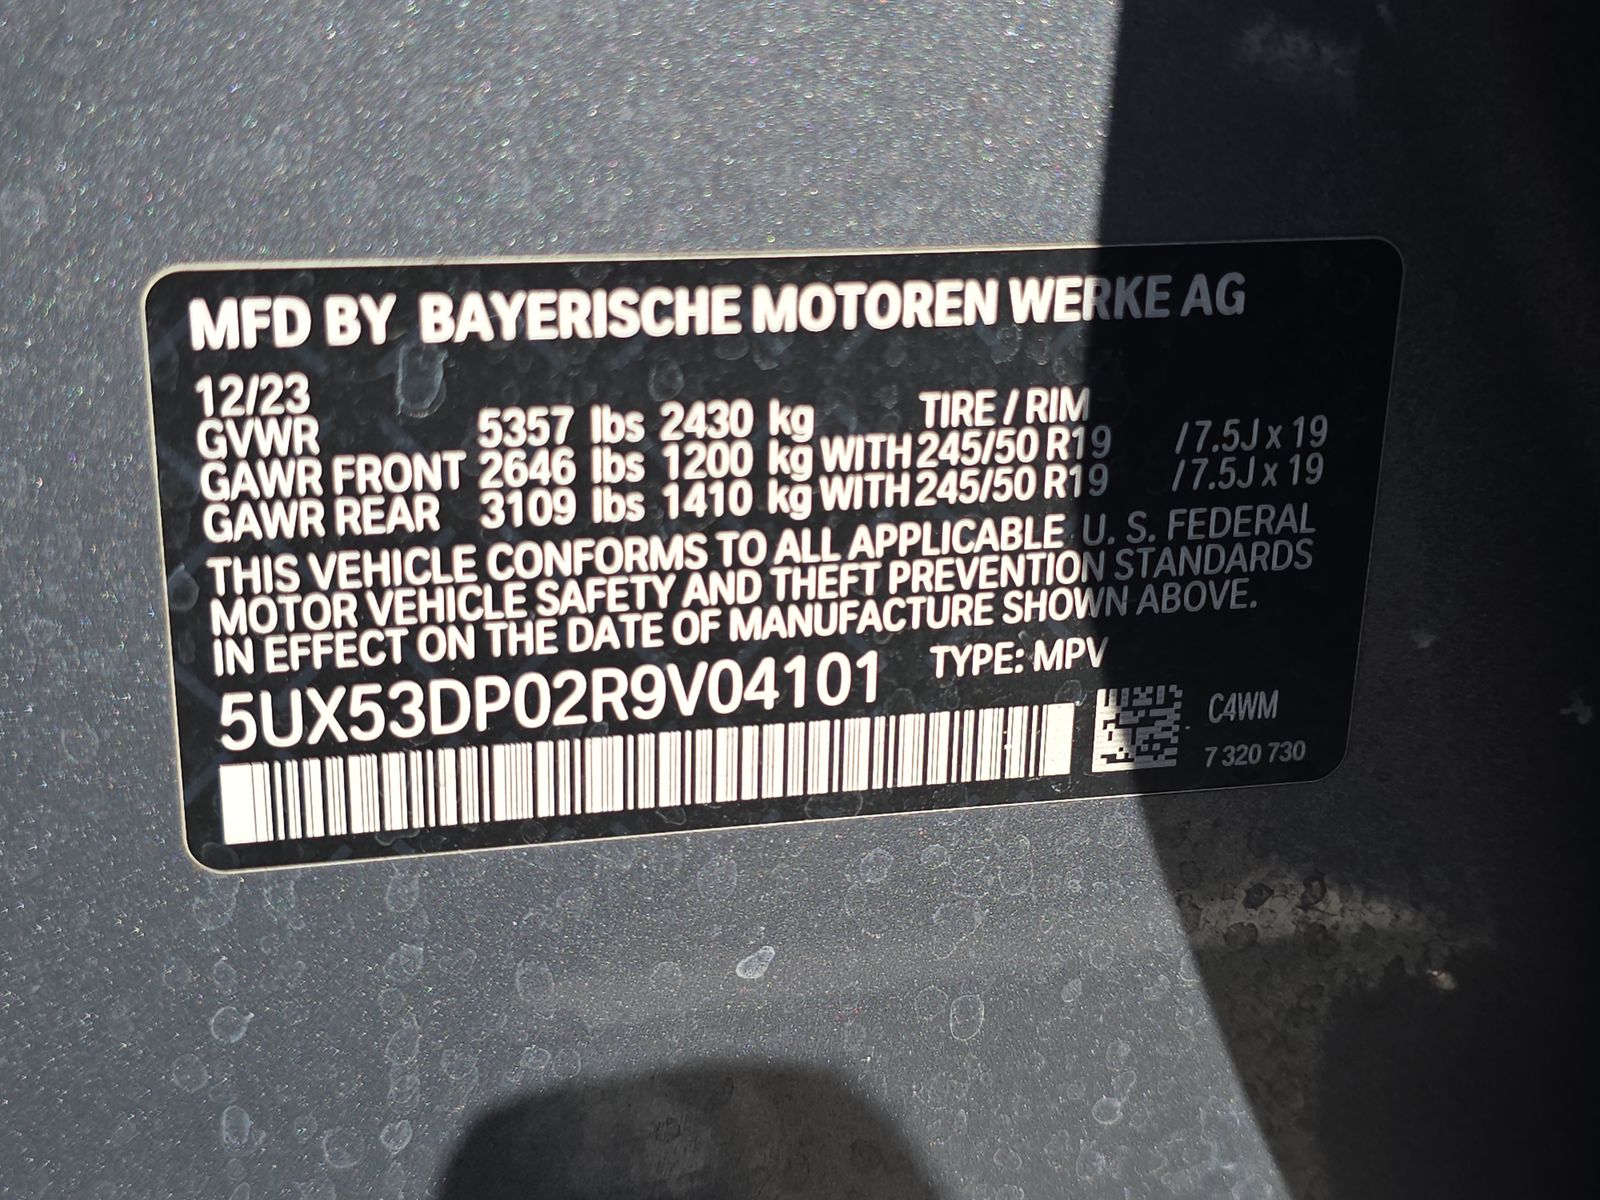 MFD BY BAYERISCHE MOTOREN WERKE AG
12/23
GVWR 5357 lbs 2430 kg TIRE / RIM
GAWR FRONT 2646 lbs 1200 kg WITH 245/50 R19 /7.5J x 19
GAWR REAR 3109 lbs 1410 kg WITH 245/50 R19 /7.5J x 19
THIS VEHICLE CONFORMS TO ALL APPLICABLE U. S. FEDERAL
MOTOR VEHICLE SAFETY AND THEFT PREVENTION STANDARDS
IN EFFECT ON THE DATE OF MANUFACTURE SHOWN ABOVE.
5UX53DP02R9V04101 TYPE: MPV
C4WM
7 320 730